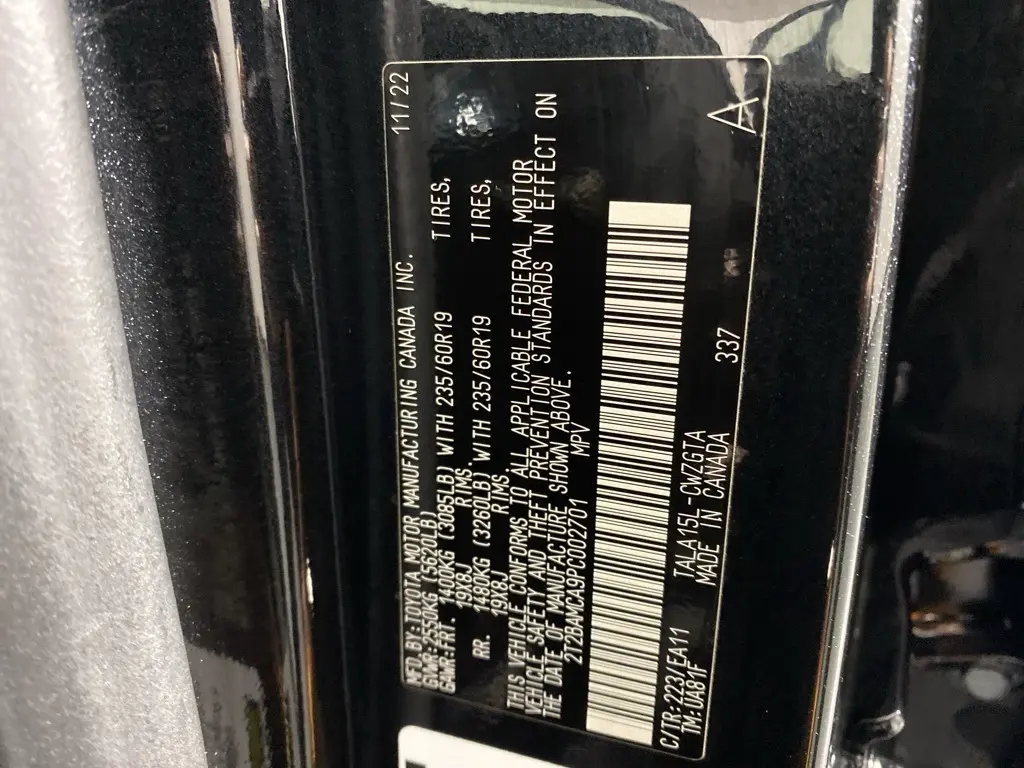 MFD.BY:TOYOTA MOTOR MANUFACTURING CANADA INC. 11/22
GVWR:2550KG (5620LB)
GAWR-FRT. 1400KG (3085LB) WITH 235/60R19 TIRES,
19X8J RIMS.
RR. 1480KG (3260LB) WITH 235/60R19 TIRES,
19X8J RIMS.
THIS VEHICLE CONFORMS TO ALL APPLICABLE FEDERAL MOTOR
VEHICLE SAFETY AND THEFT PREVENTION STANDARDS IN EFFECT ON
THE DATE OF MANUFACTURE SHOWN ABOVE.
2T2BAMCA9PC002701 MPV
C/TR:223/EA11 TALA15L-CWZGTA 337 A
TM:UA81F MADE IN CANADA